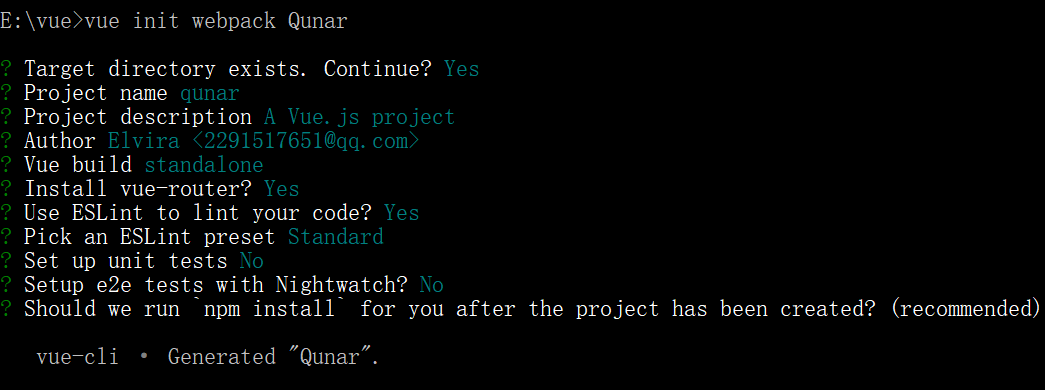 E:\vue>vue init webpack Qunar
? Target directory exists. Continue? Yes
? Project name qunar
? Project description A Vue.js project
? Author Elvira <2291517651@qq.com>
? Vue build standalone
? Install vue-router? Yes
? Use ESLint to lint your code? Yes
? Pick an ESLint preset Standard
? Set up unit tests No
? Setup e2e tests with Nightwatch? No
? Should we run `npm install` for you after the project has been created? (recommended)
vue-cli · Generated "Qunar".